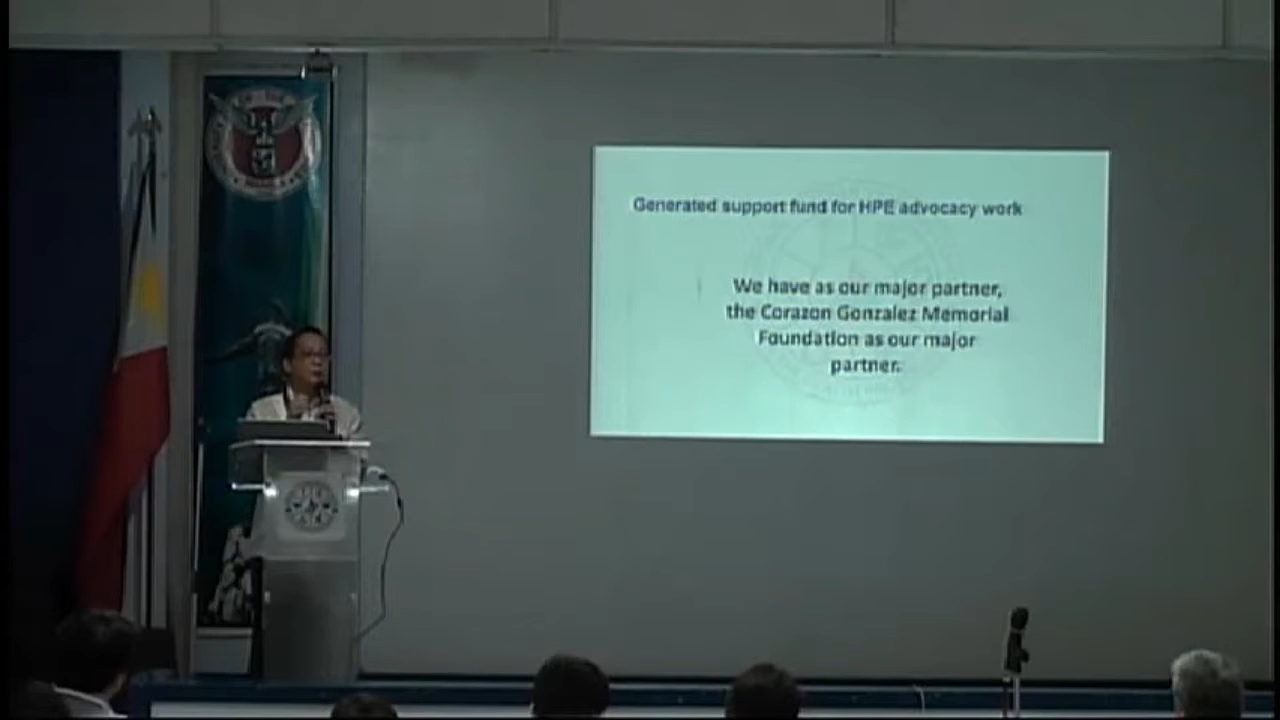 Generated support fund for HPE advocacy work
We have as our major partner,
the Corazon Gonzalez Memorial
Foundation as our major
partner.